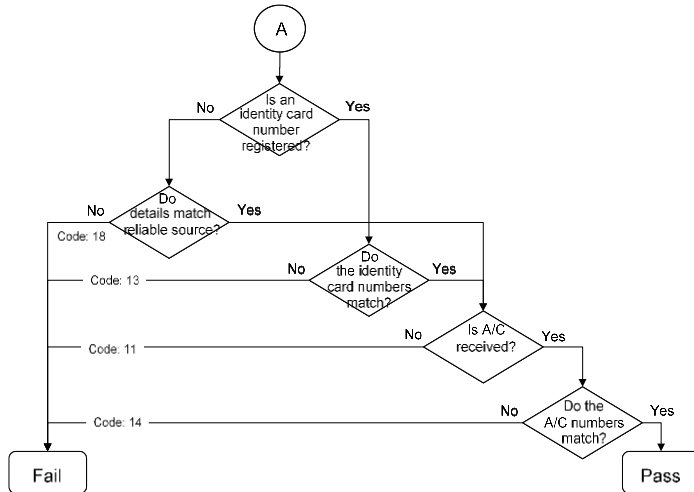 A
Is an
identity card
number
registered?
No
Yes
Do
details match
reliable source?
No
Yes
Code: 18
Do
the identity
card numbers
match?
No
Yes
Code: 13
Is A/C
received?
No
Yes
Code: 11
Do the
A/C numbers
match?
No
Yes
Code: 14
Fail
Pass